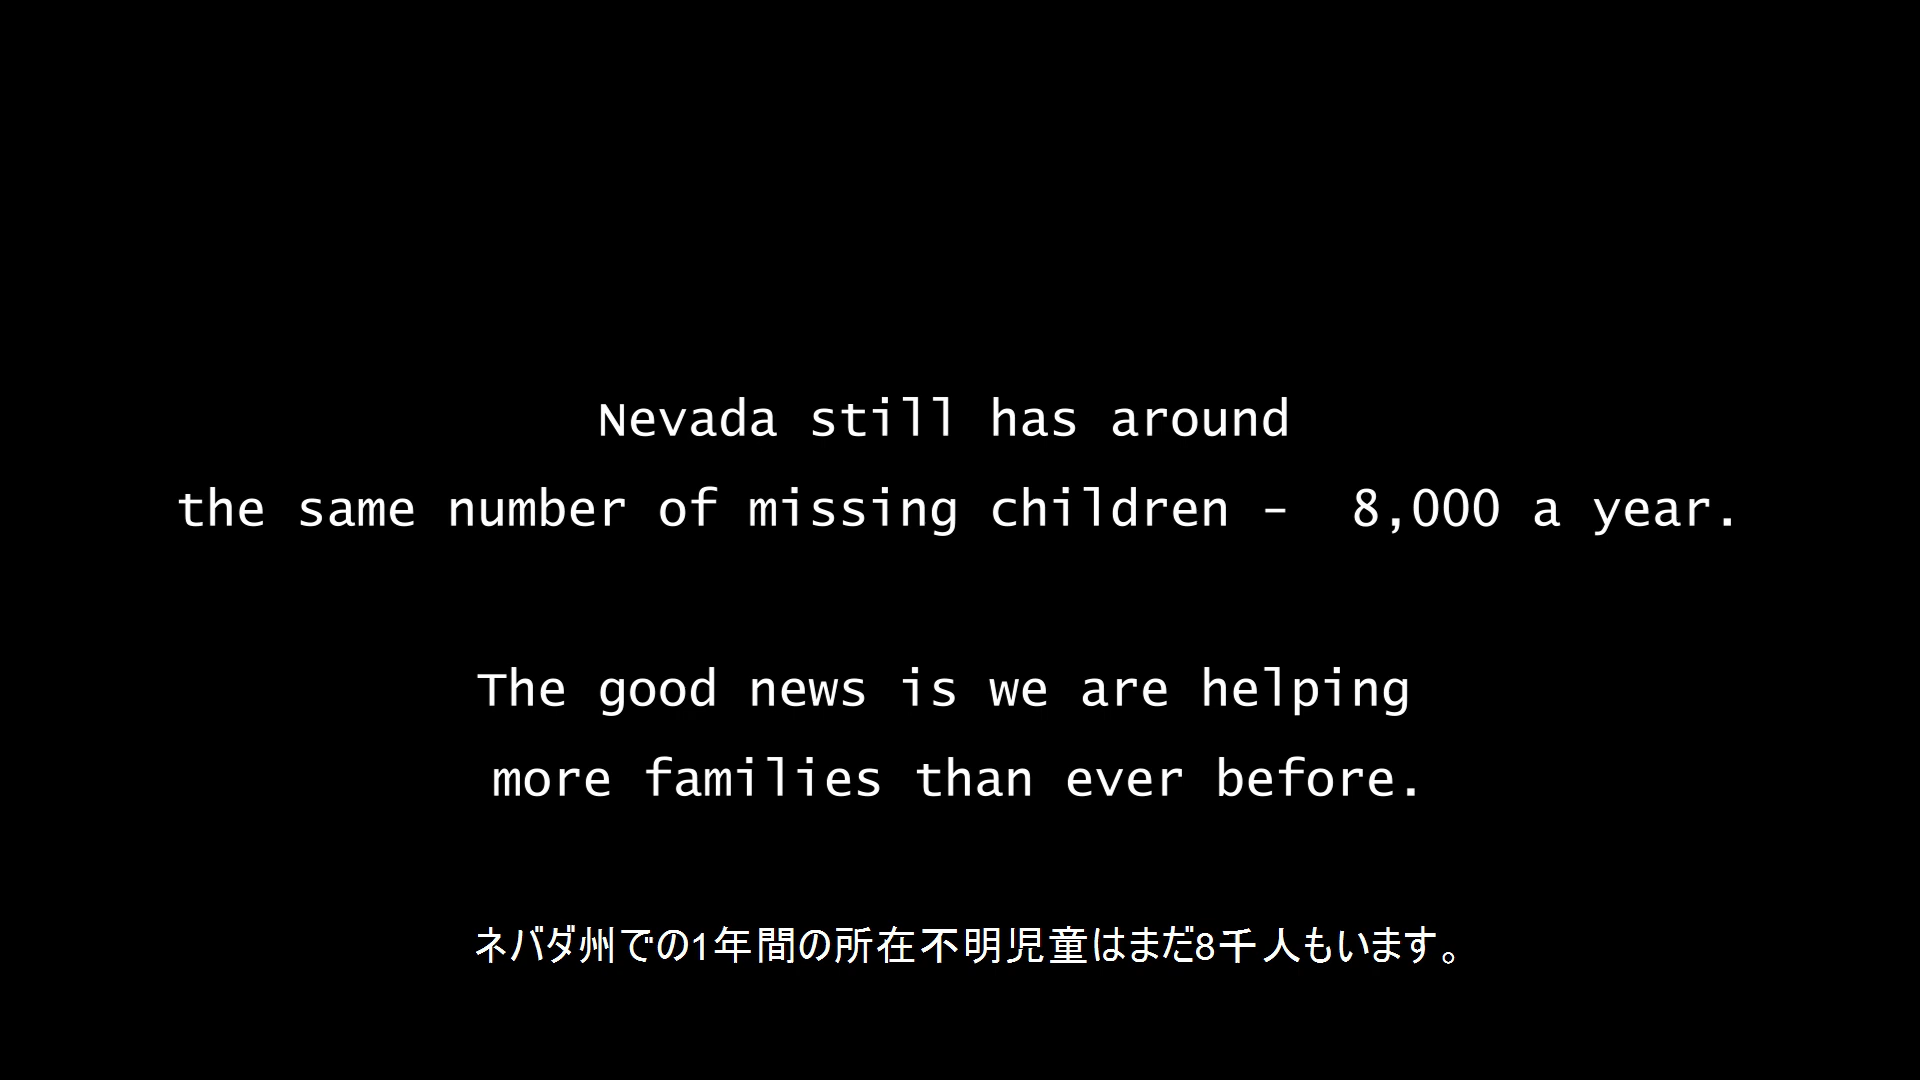 Nevada still has around
the same number of missing children -  8,000 a year.
The good news is we are helping
more families than ever before.
ネバダ州での1年間の所在不明児童はまだ8千人もいます。